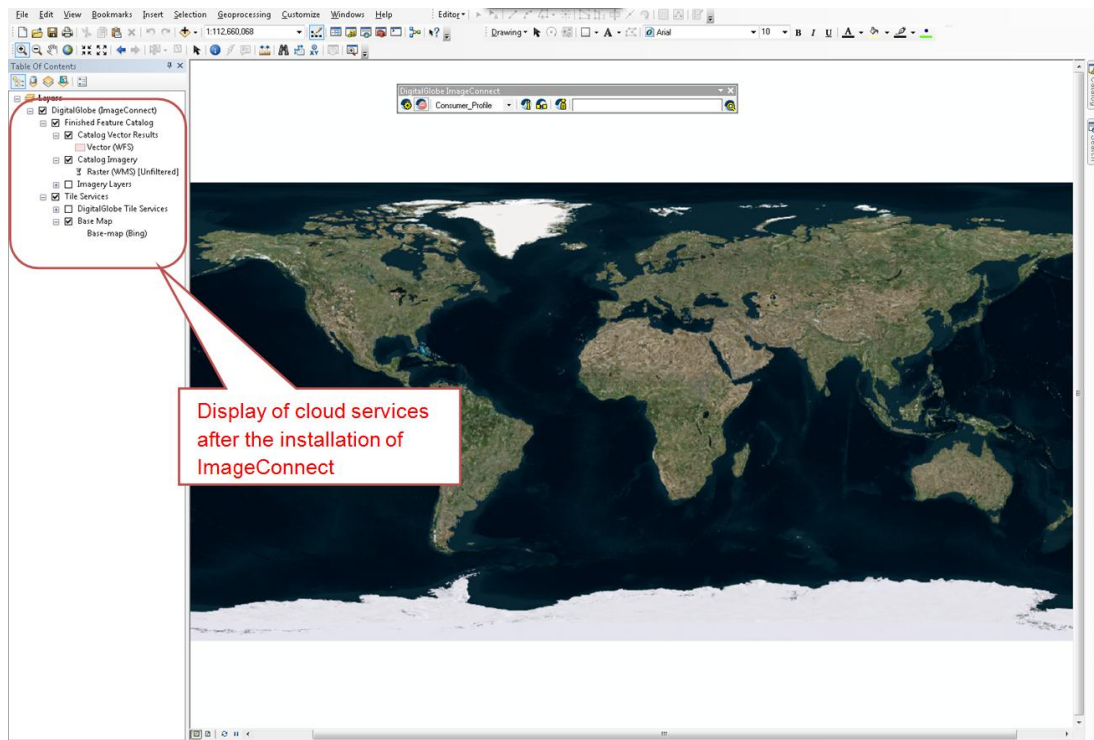 File Edit View Bookmarks Insert Selection Geoprocessing Customize Windows Help Editor
1:112,660,068 Drawing A Arial 10 B I U A
Table Of Contents
Layers
DigitalGlobe (ImageConnect)
Finished Feature Catalog
Catalog Vector Results
Vector (WFS)
Catalog Imagery
Raster (WMS) [Unfiltered]
Imagery Layers
Tile Services
DigitalGlobe Tile Services
Base Map
Base-map (Bing)
DigitalGlobe ImageConnect
Consumer_Profile
Display of cloud services
after the installation of
ImageConnect
Catalog
Search